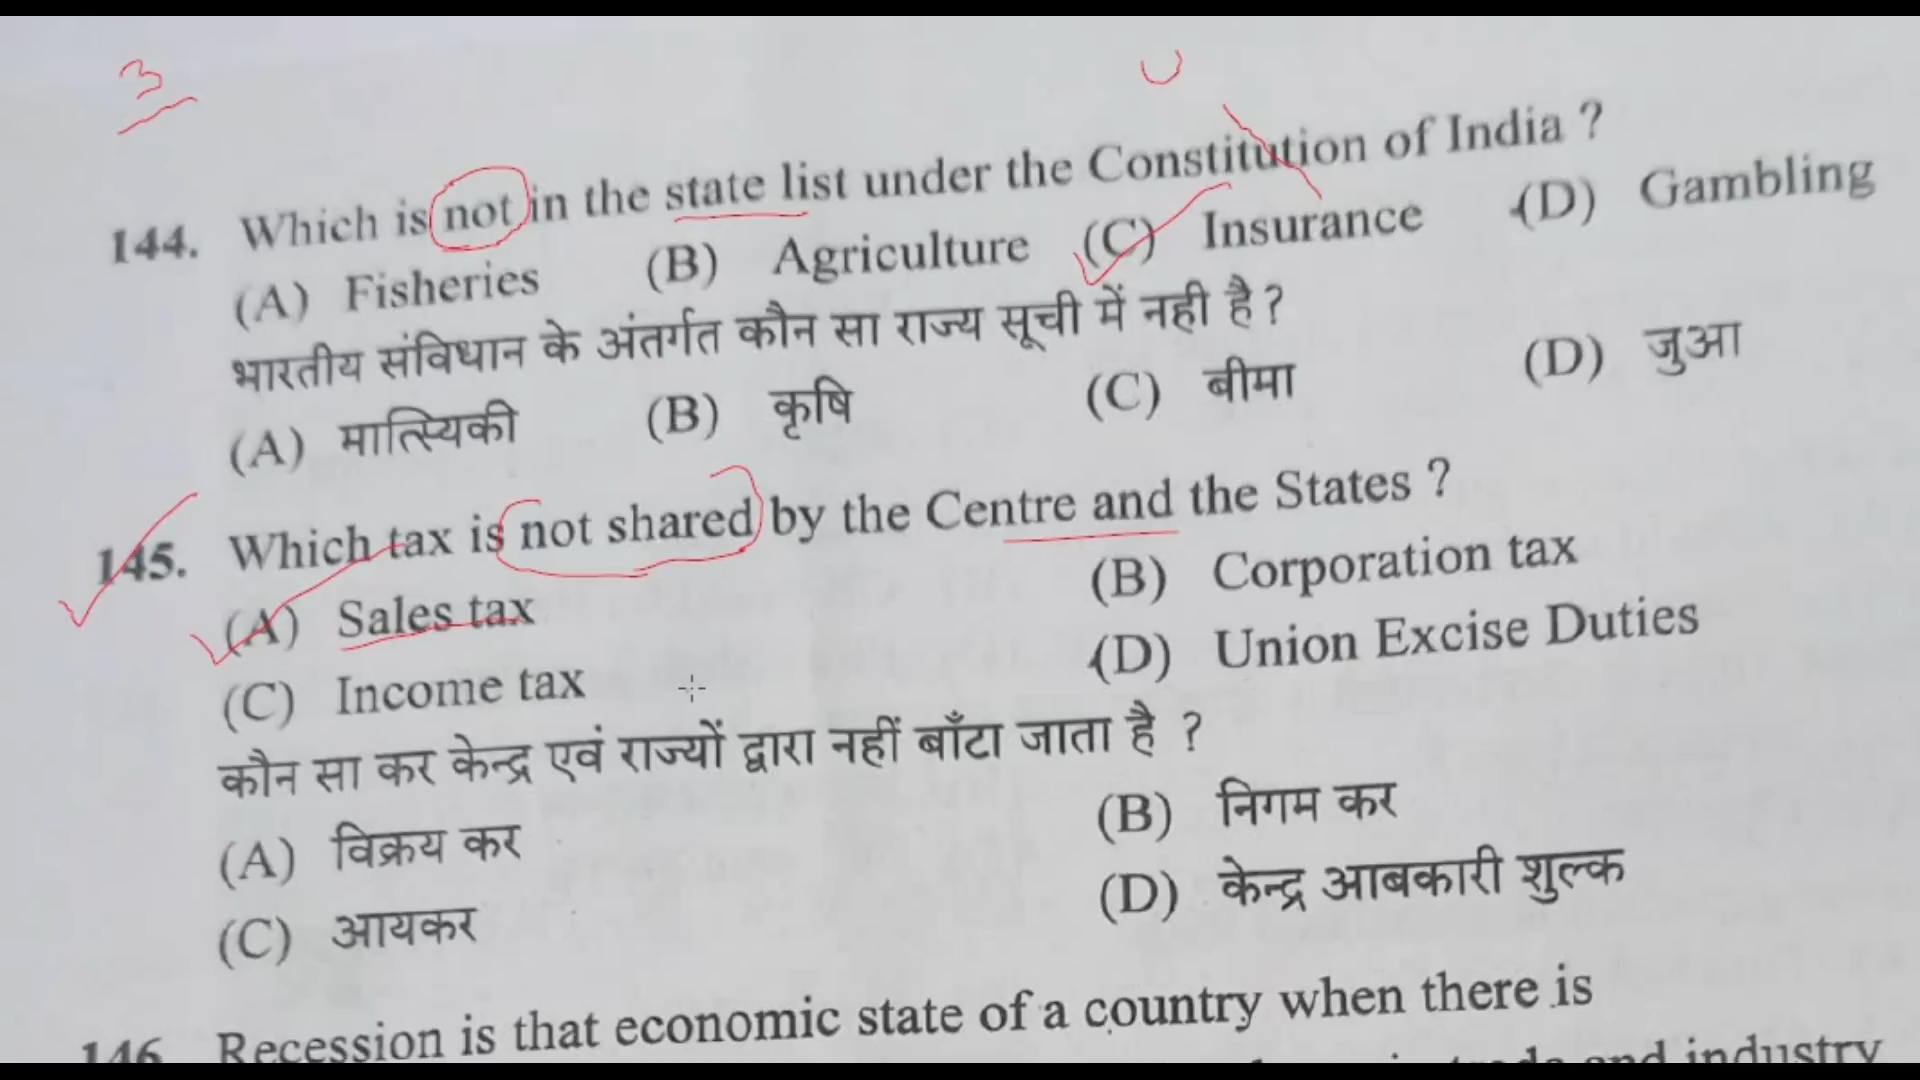 3
144. Which is not in the state list under the Constitution of India ?
(A) Fisheries (B) Agriculture (C) Insurance (D) Gambling
भारतीय संविधान के अंतर्गत कौन सा राज्य सूची में नही है ?
(A) मात्स्यिकी (B) कृषि (C) बीमा (D) जुआ
145. Which tax is not shared by the Centre and the States ?
(A) Sales tax (B) Corporation tax
(C) Income tax (D) Union Excise Duties
कौन सा कर केन्द्र एवं राज्यों द्वारा नहीं बाँटा जाता है ?
(A) विक्रय कर (B) निगम कर
(C) आयकर (D) केन्द्र आबकारी शुल्क
146 Recession is that economic state of a country when there is
and industry